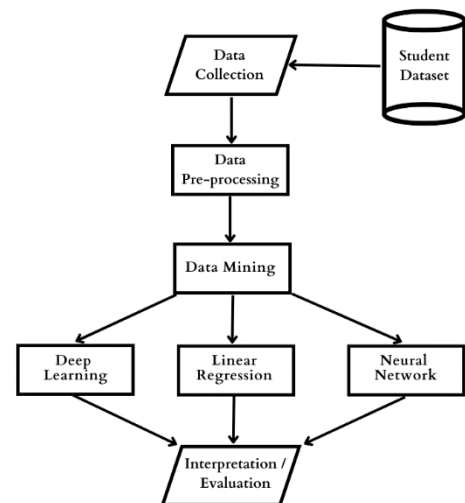 Data
Collection
Student
Dataset
Data
Pre-processing
Data Mining
Deep
Learning
Linear
Regression
Neural
Network
Interpretation /
Evaluation